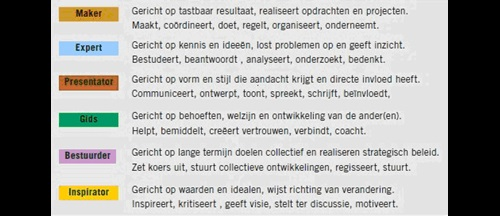 Maker Gericht op tastbaar resultaat, realiseert opdrachten en projecten.
Maakt, coördineert, doet, regelt, organiseert, onderneemt.
Expert Gericht op kennis en ideeën, lost problemen op en geeft inzicht.
Bestudeert, beantwoordt , analyseert, onderzoekt, bedenkt.
Presentator Gericht op vorm en stijl die aandacht krijgt en directe invloed heeft.
Communiceert, ontwerpt, toont, spreekt, schrijft, beïnvloedt,
Gids Gericht op behoeften, welzijn en ontwikkeling van de ander(en).
Helpt, bemiddelt, creëert vertrouwen, verbindt, coacht.
Bestuurder Gericht op lange termijn doelen collectief en realiseren strategisch beleid.
Zet koers uit, stuurt collectieve ontwikkelingen, regisseert, stuurt.
Inspirator Gericht op waarden en idealen, wijst richting van verandering.
Inspireert, kritiseert , geeft visie, stelt ter discussie, motiveert.